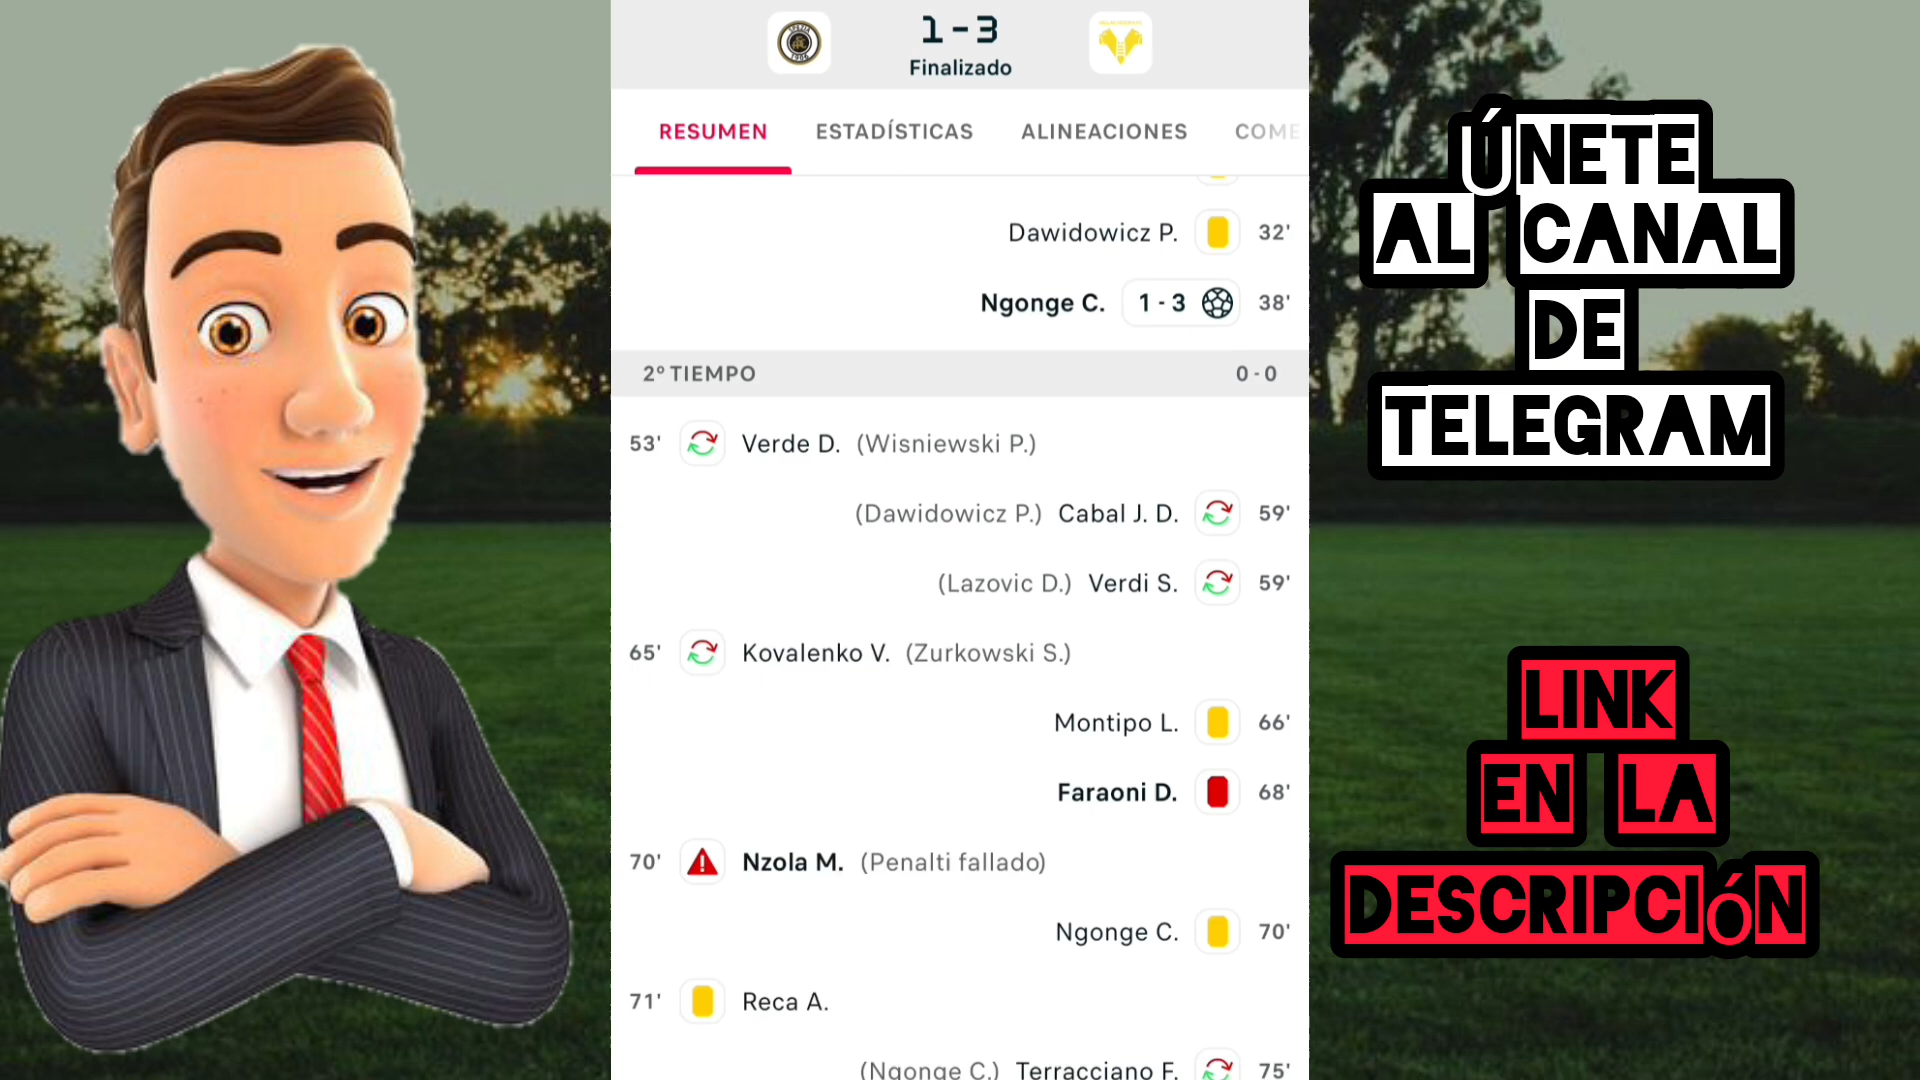 SPEZIA
1906
1 - 3
Finalizado
RESUMEN ESTADÍSTICAS ALINEACIONES COME
Dawidowicz P. 32'
Ngonge C. 1 - 3 38'
2º TIEMPO 0 - 0
53' Verde D. (Wisniewski P.)
(Dawidowicz P.) Cabal J. D. 59'
(Lazovic D.) Verdi S. 59'
65' Kovalenko V. (Zurkowski S.)
Montipo L. 66'
Faraoni D. 68'
70' Nzola M. (Penalti fallado)
Ngonge C. 70'
71' Reca A.
(Ngonge C.) Terracciano F. 75'
ÚNETE
AL CANAL
DE
TELEGRAM
LINK
EN LA
DESCRIPCIÓN